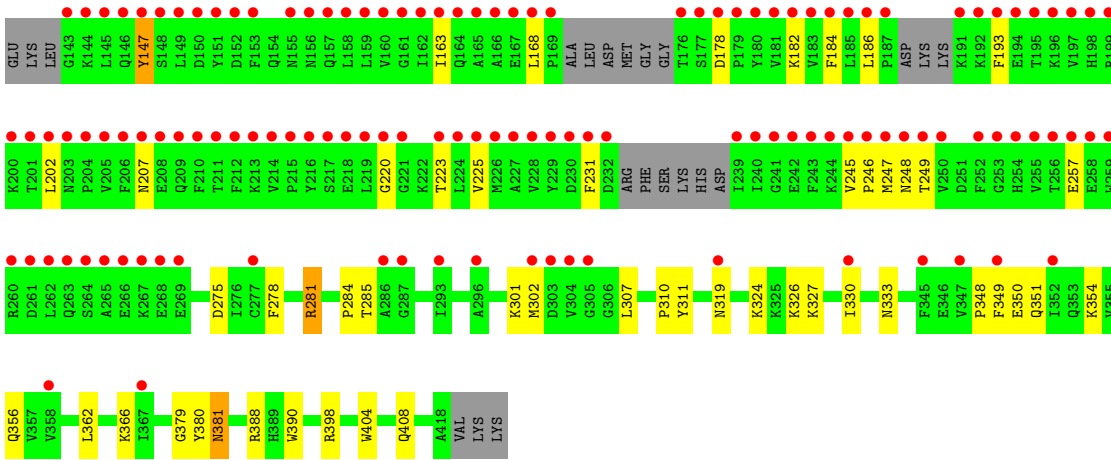 GLU LYS LEU G143 K144 L145 Q146 Y147 S148 L149 D150 Y151 D152 F153 Q154 N155 N156 Q157 L158 L159 V160 G161 I162 I163 Q164 A165 A166 E167 L168 P169 ALA LEU ASP MET GLY GLY T176 S177 D178 P179 Y180 V181 K182 V183 F184 L185 L186 P187 ASP LYS LYS K191 K192 F193 E194 T195 K196 V197 H198 R199
K200 T201 L202 N203 P204 V205 F206 N207 E208 Q209 F210 T211 F212 K213 V214 P215 Y216 S217 E218 L219 G220 G221 K222 T223 L224 V225 M226 A227 V228 Y229 D230 F231 D232 ARG PHE SER LYS HIS ASP I239 I240 G241 E242 F243 K244 V245 P246 M247 N248 T249 V250 D251 F252 G253 H254 V255 T256 E257 E258
R260 D261 L262 Q263 S264 A265 E266 K267 E268 E269 D275 I276 C277 F278 R281 P284 T285 A286 G287 I293 A296 K301 M302 D303 V304 G305 G306 L307 P310 Y311 N319 K324 K325 K326 K327 I330 N333 F345 E346 V347 P348 F349 E350 Q351 I352 Q353 K354
Q356 V357 V358 L362 K366 I367 G379 Y380 N381 R388 H389 W390 R398 W404 Q408 A418 VAL LYS LYS